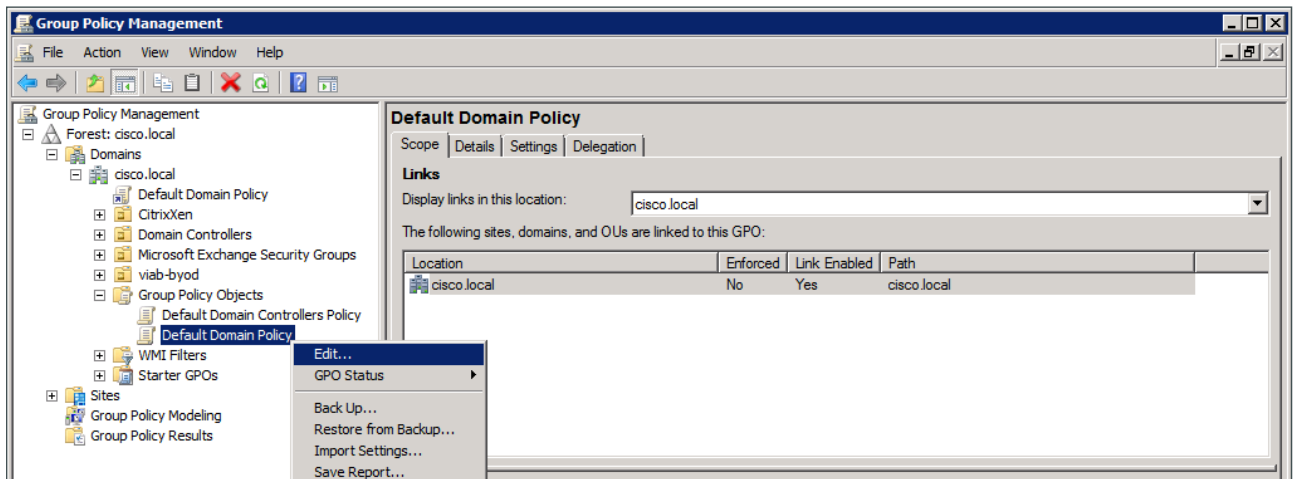 Group Policy Management
File Action View Window Help
Group Policy Management
Forest: cisco.local
Domains
cisco.local
Default Domain Policy
CitrixXen
Domain Controllers
Microsoft Exchange Security Groups
viab-byod
Group Policy Objects
Default Domain Controllers Policy
Default Domain Policy
WMI Filters
Starter GPOs
Sites
Group Policy Modeling
Group Policy Results
Edit...
GPO Status
Back Up...
Restore from Backup...
Import Settings...
Save Report...
Default Domain Policy
Scope Details Settings Delegation
Links
Display links in this location: cisco.local
The following sites, domains, and OUs are linked to this GPO:
Location Enforced Link Enabled Path
cisco.local No Yes cisco.local